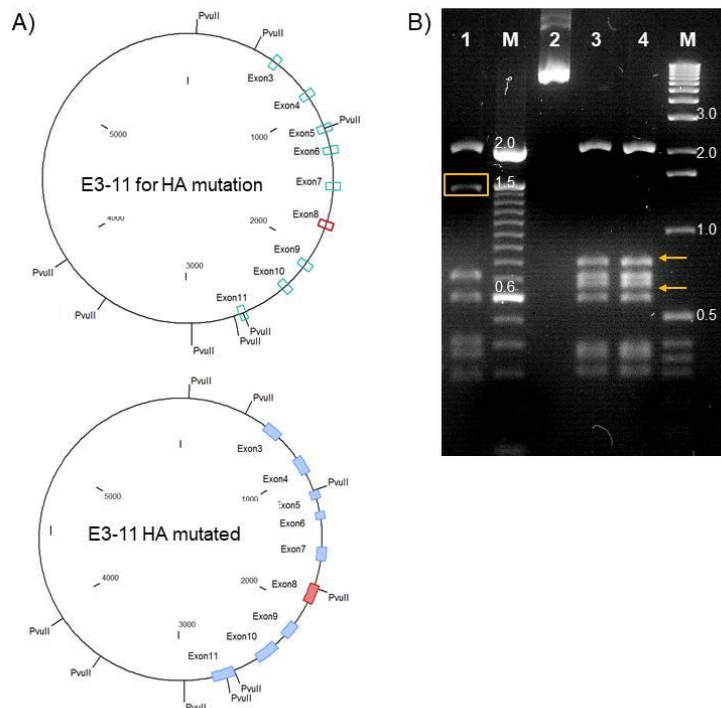 A)
PvuII
PvuII
Exon3
Exon4
I
5000
1000
Exon5
PvuII
Exon6
E3-11 for HA mutation
Exon7
4000
2000
Exon8
Exon9
PvuII
3000
Exon10
PvuII
Exon11
PvuII
PvuII
PvuII
PvuII
PvuII
Exon3
I
Exon4
PvuII
5000
1000
Exon5
Exon6
E3-11 HA mutated
Exon7
4000
2000
Exon8
PvuII
Exon9
3000
Exon10
PvuII
Exon11
PvuII
PvuII
PvuII
PvuII
B)
1 M 2 3 4 M
3.0
2.0 2.0
1.5
1.0
0.6
0.5